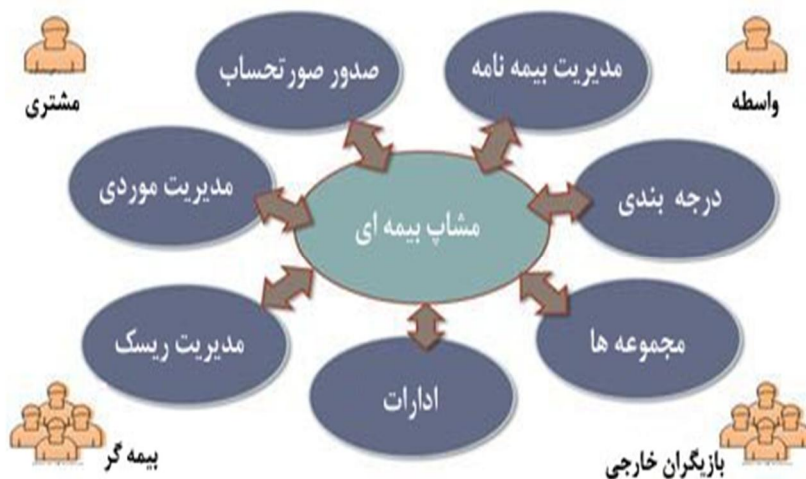 صدور صورتحساب
مدیریت بیمه نامه
مشتری
واسطه
مدیریت موردی
درجه بندی
مشاپ بیمه ای
مدیریت ریسک
مجموعه ها
ادارات
بیمه گر
بازیگران خارجی